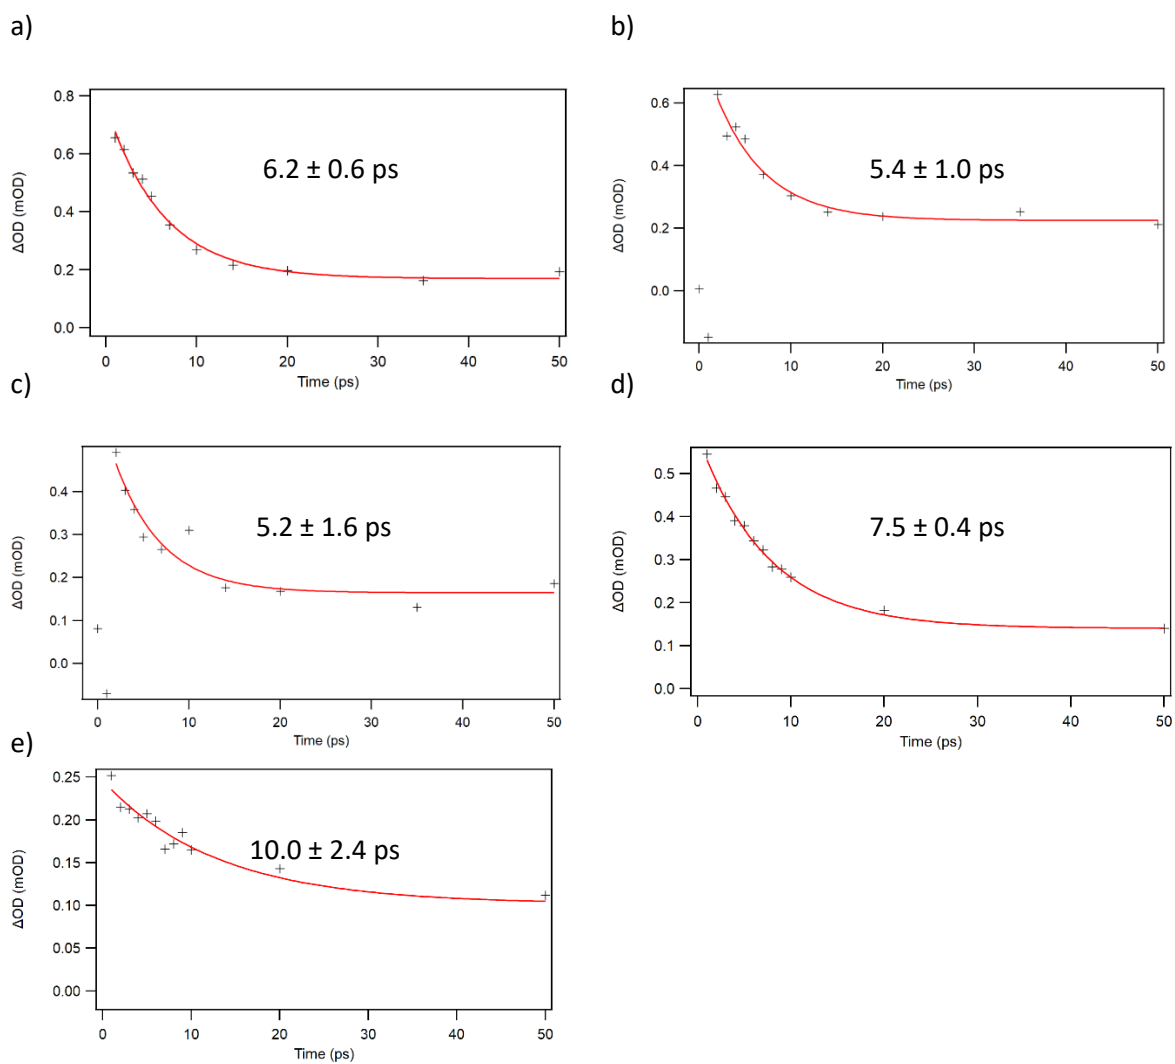 a)
0.8
0.6
0.4
0.2
0.0
ΔOD (mOD)
6.2 ± 0.6 ps
0
10
20
30
40
50
Time (ps)
b)
0.6
0.4
0.2
0.0
ΔOD (mOD)
5.4 ± 1.0 ps
0
10
20
30
40
50
Time (ps)
c)
0.4
0.3
0.2
0.1
0.0
ΔOD (mOD)
5.2 ± 1.6 ps
0
10
20
30
40
50
Time (ps)
d)
0.5
0.4
0.3
0.2
0.1
0.0
ΔOD (mOD)
7.5 ± 0.4 ps
0
10
20
30
40
50
Time (ps)
e)
0.25
0.20
0.15
0.10
0.05
0.00
ΔOD (mOD)
10.0 ± 2.4 ps
0
10
20
30
40
50
Time (ps)